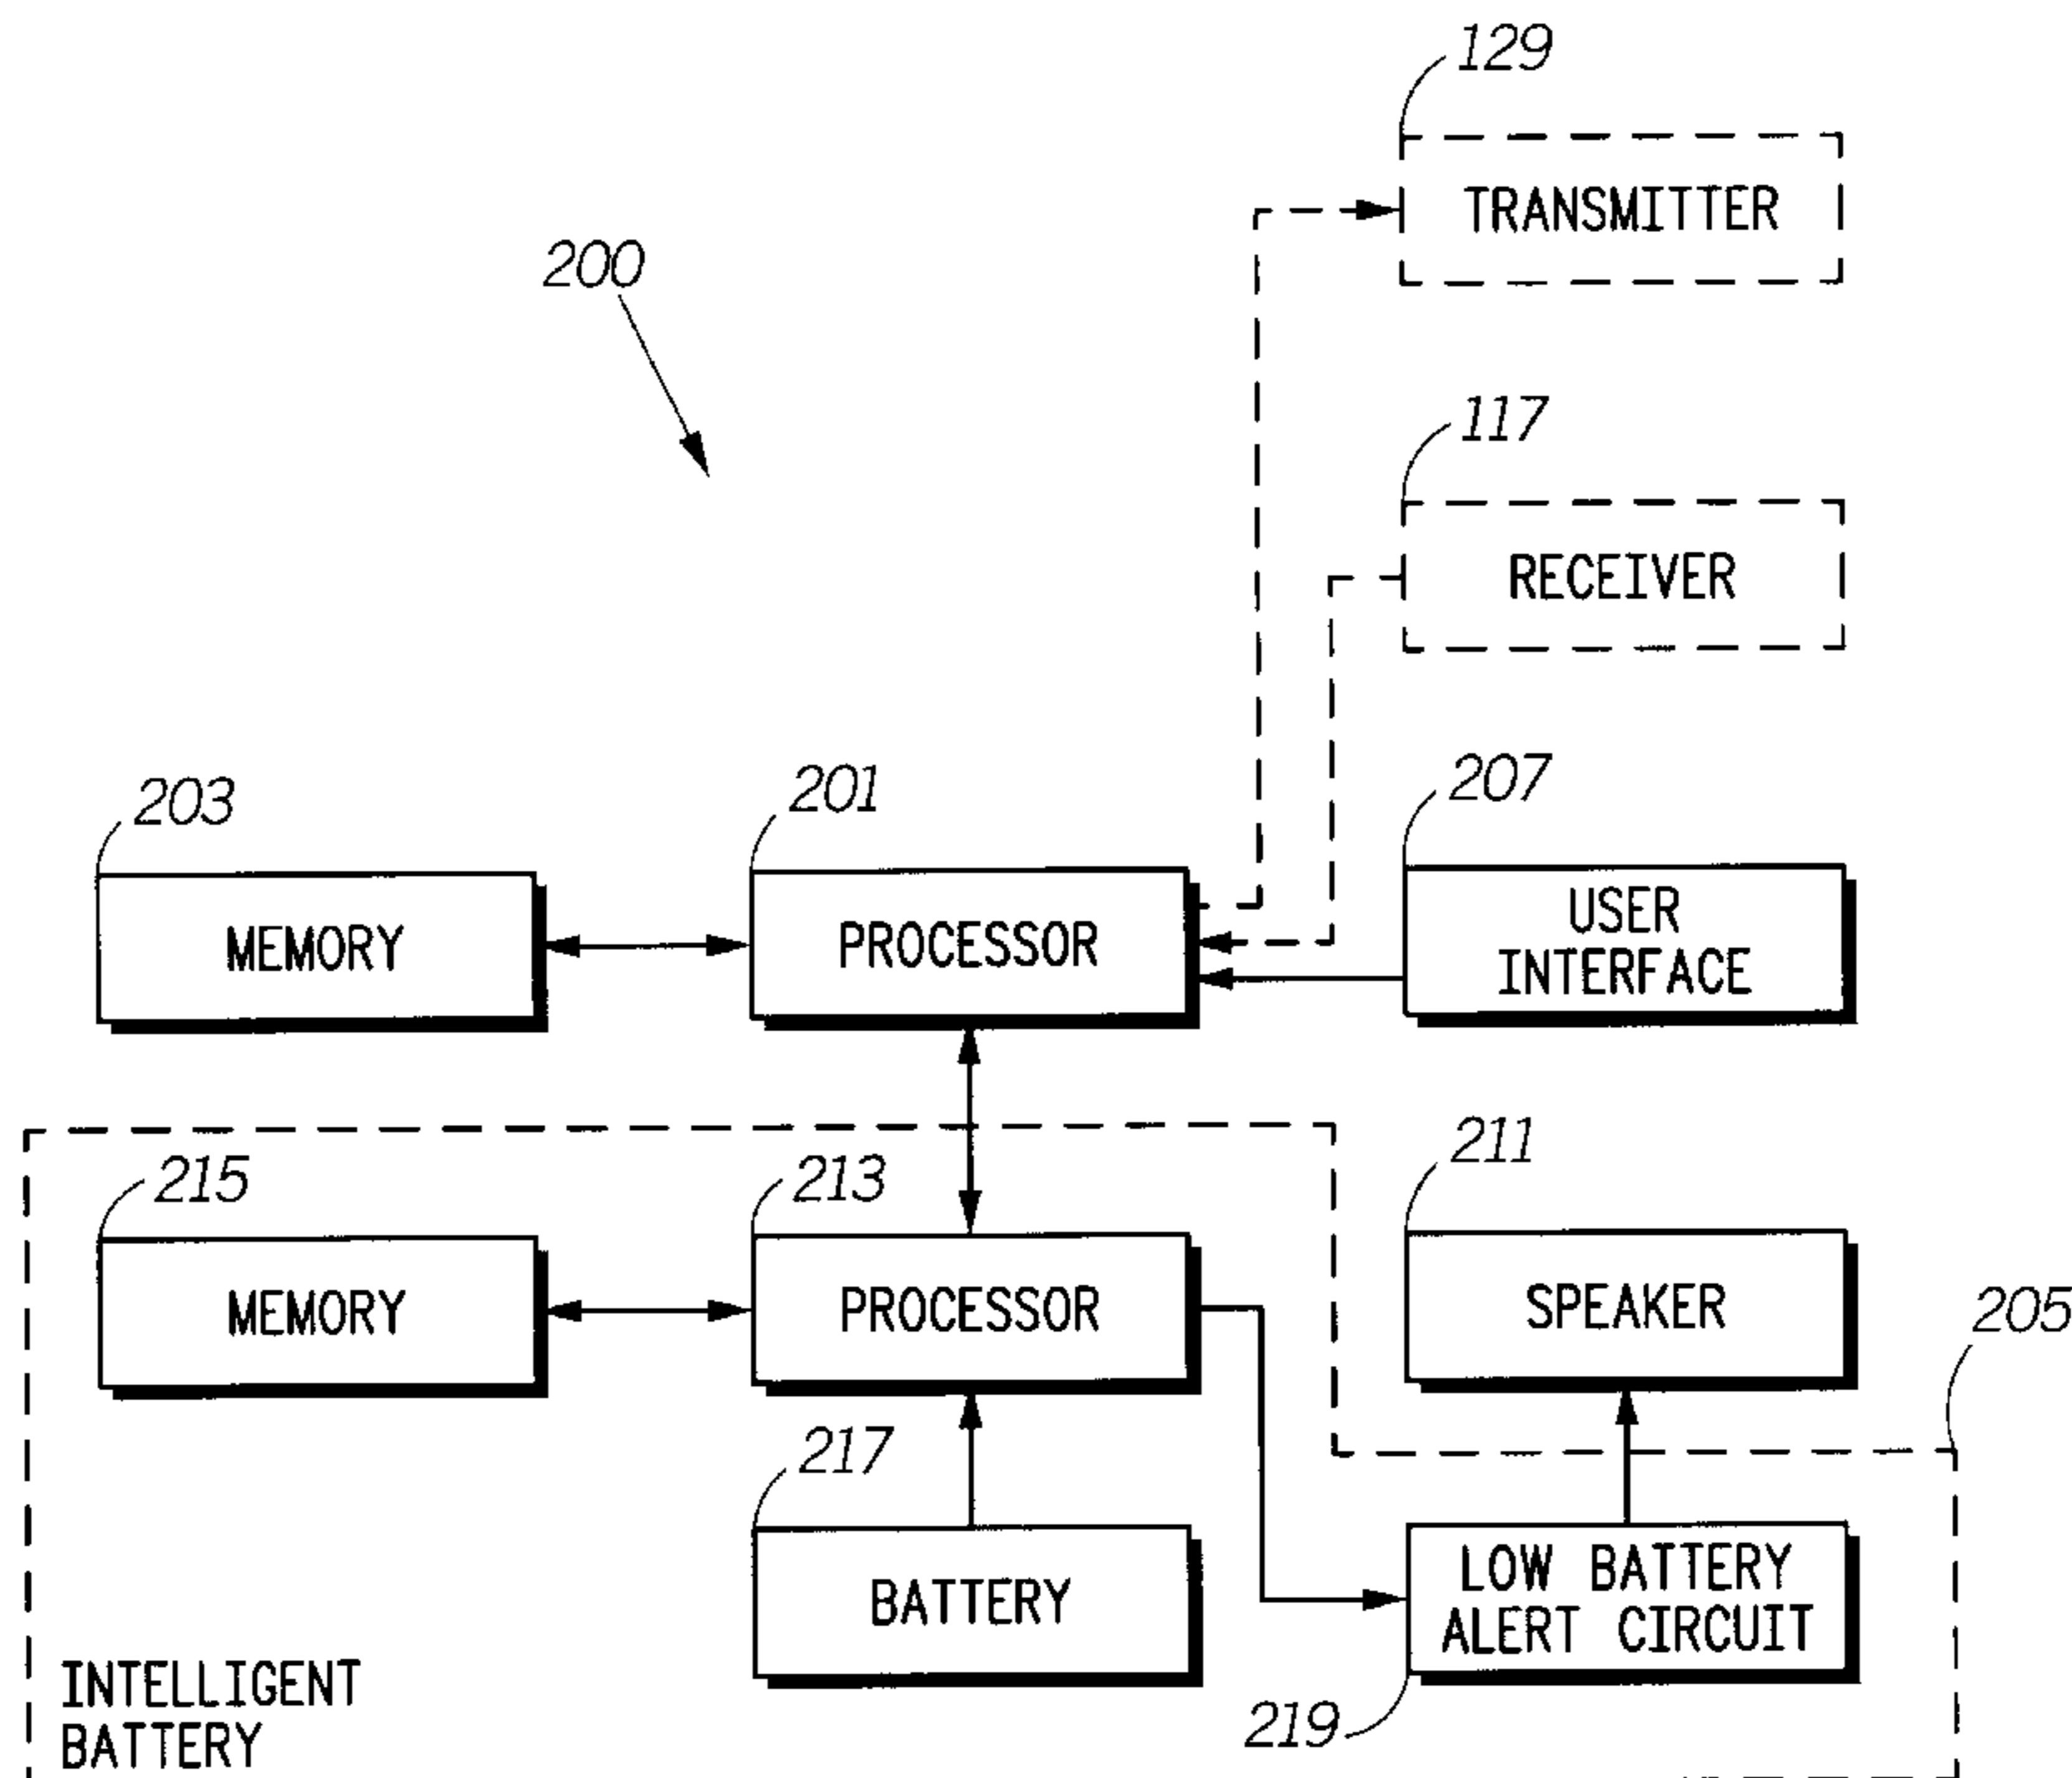 129
TRANSMITTER
200
117
RECEIVER
203
201
207
MEMORY
PROCESSOR
USER
INTERFACE
215
213
211
MEMORY
PROCESSOR
SPEAKER
205
217
BATTERY
LOW BATTERY
ALERT CIRCUIT
INTELLIGENT
BATTERY
219